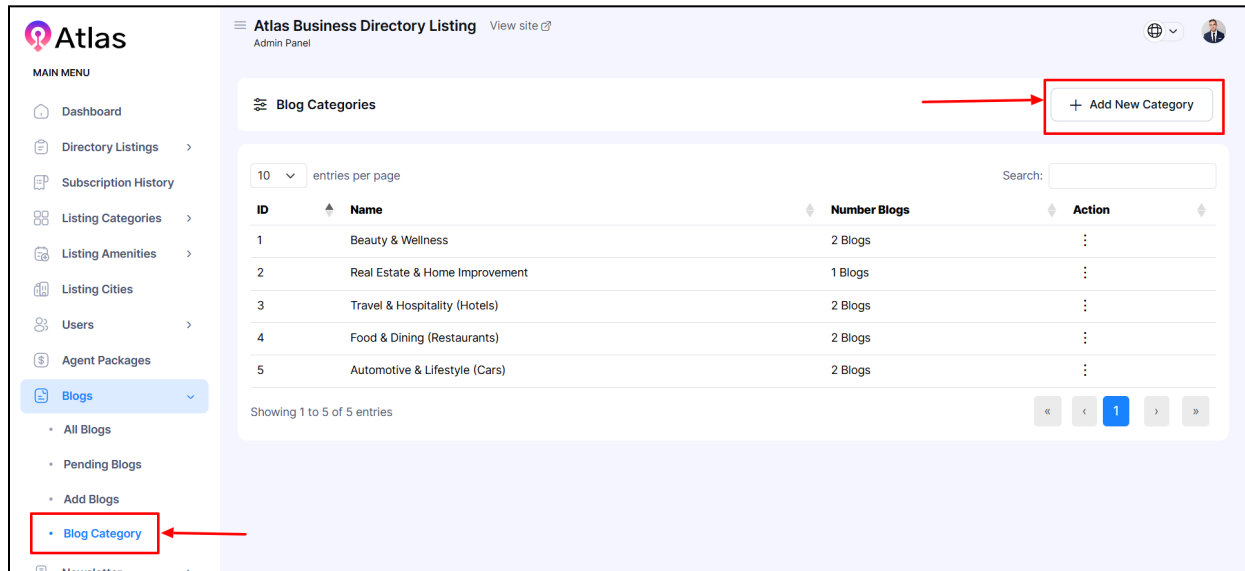 Atlas
MAIN MENU
Dashboard
Directory Listings
Subscription History
Listing Categories
Listing Amenities
Listing Cities
Users
Agent Packages
Blogs
All Blogs
Pending Blogs
Add Blogs
Blog Category
Newsletter
Atlas Business Directory Listing View site
Admin Panel
Blog Categories
+ Add New Category
10 entries per page Search:
ID Name Number Blogs Action
1 Beauty & Wellness 2 Blogs
2 Real Estate & Home Improvement 1 Blogs
3 Travel & Hospitality (Hotels) 2 Blogs
4 Food & Dining (Restaurants) 2 Blogs
5 Automotive & Lifestyle (Cars) 2 Blogs
Showing 1 to 5 of 5 entries « ‹ 1 › »